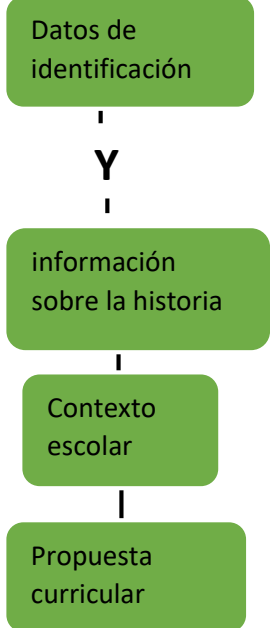 Datos de
identificación
Y
información
sobre la historia
Contexto
escolar
Propuesta
curricular